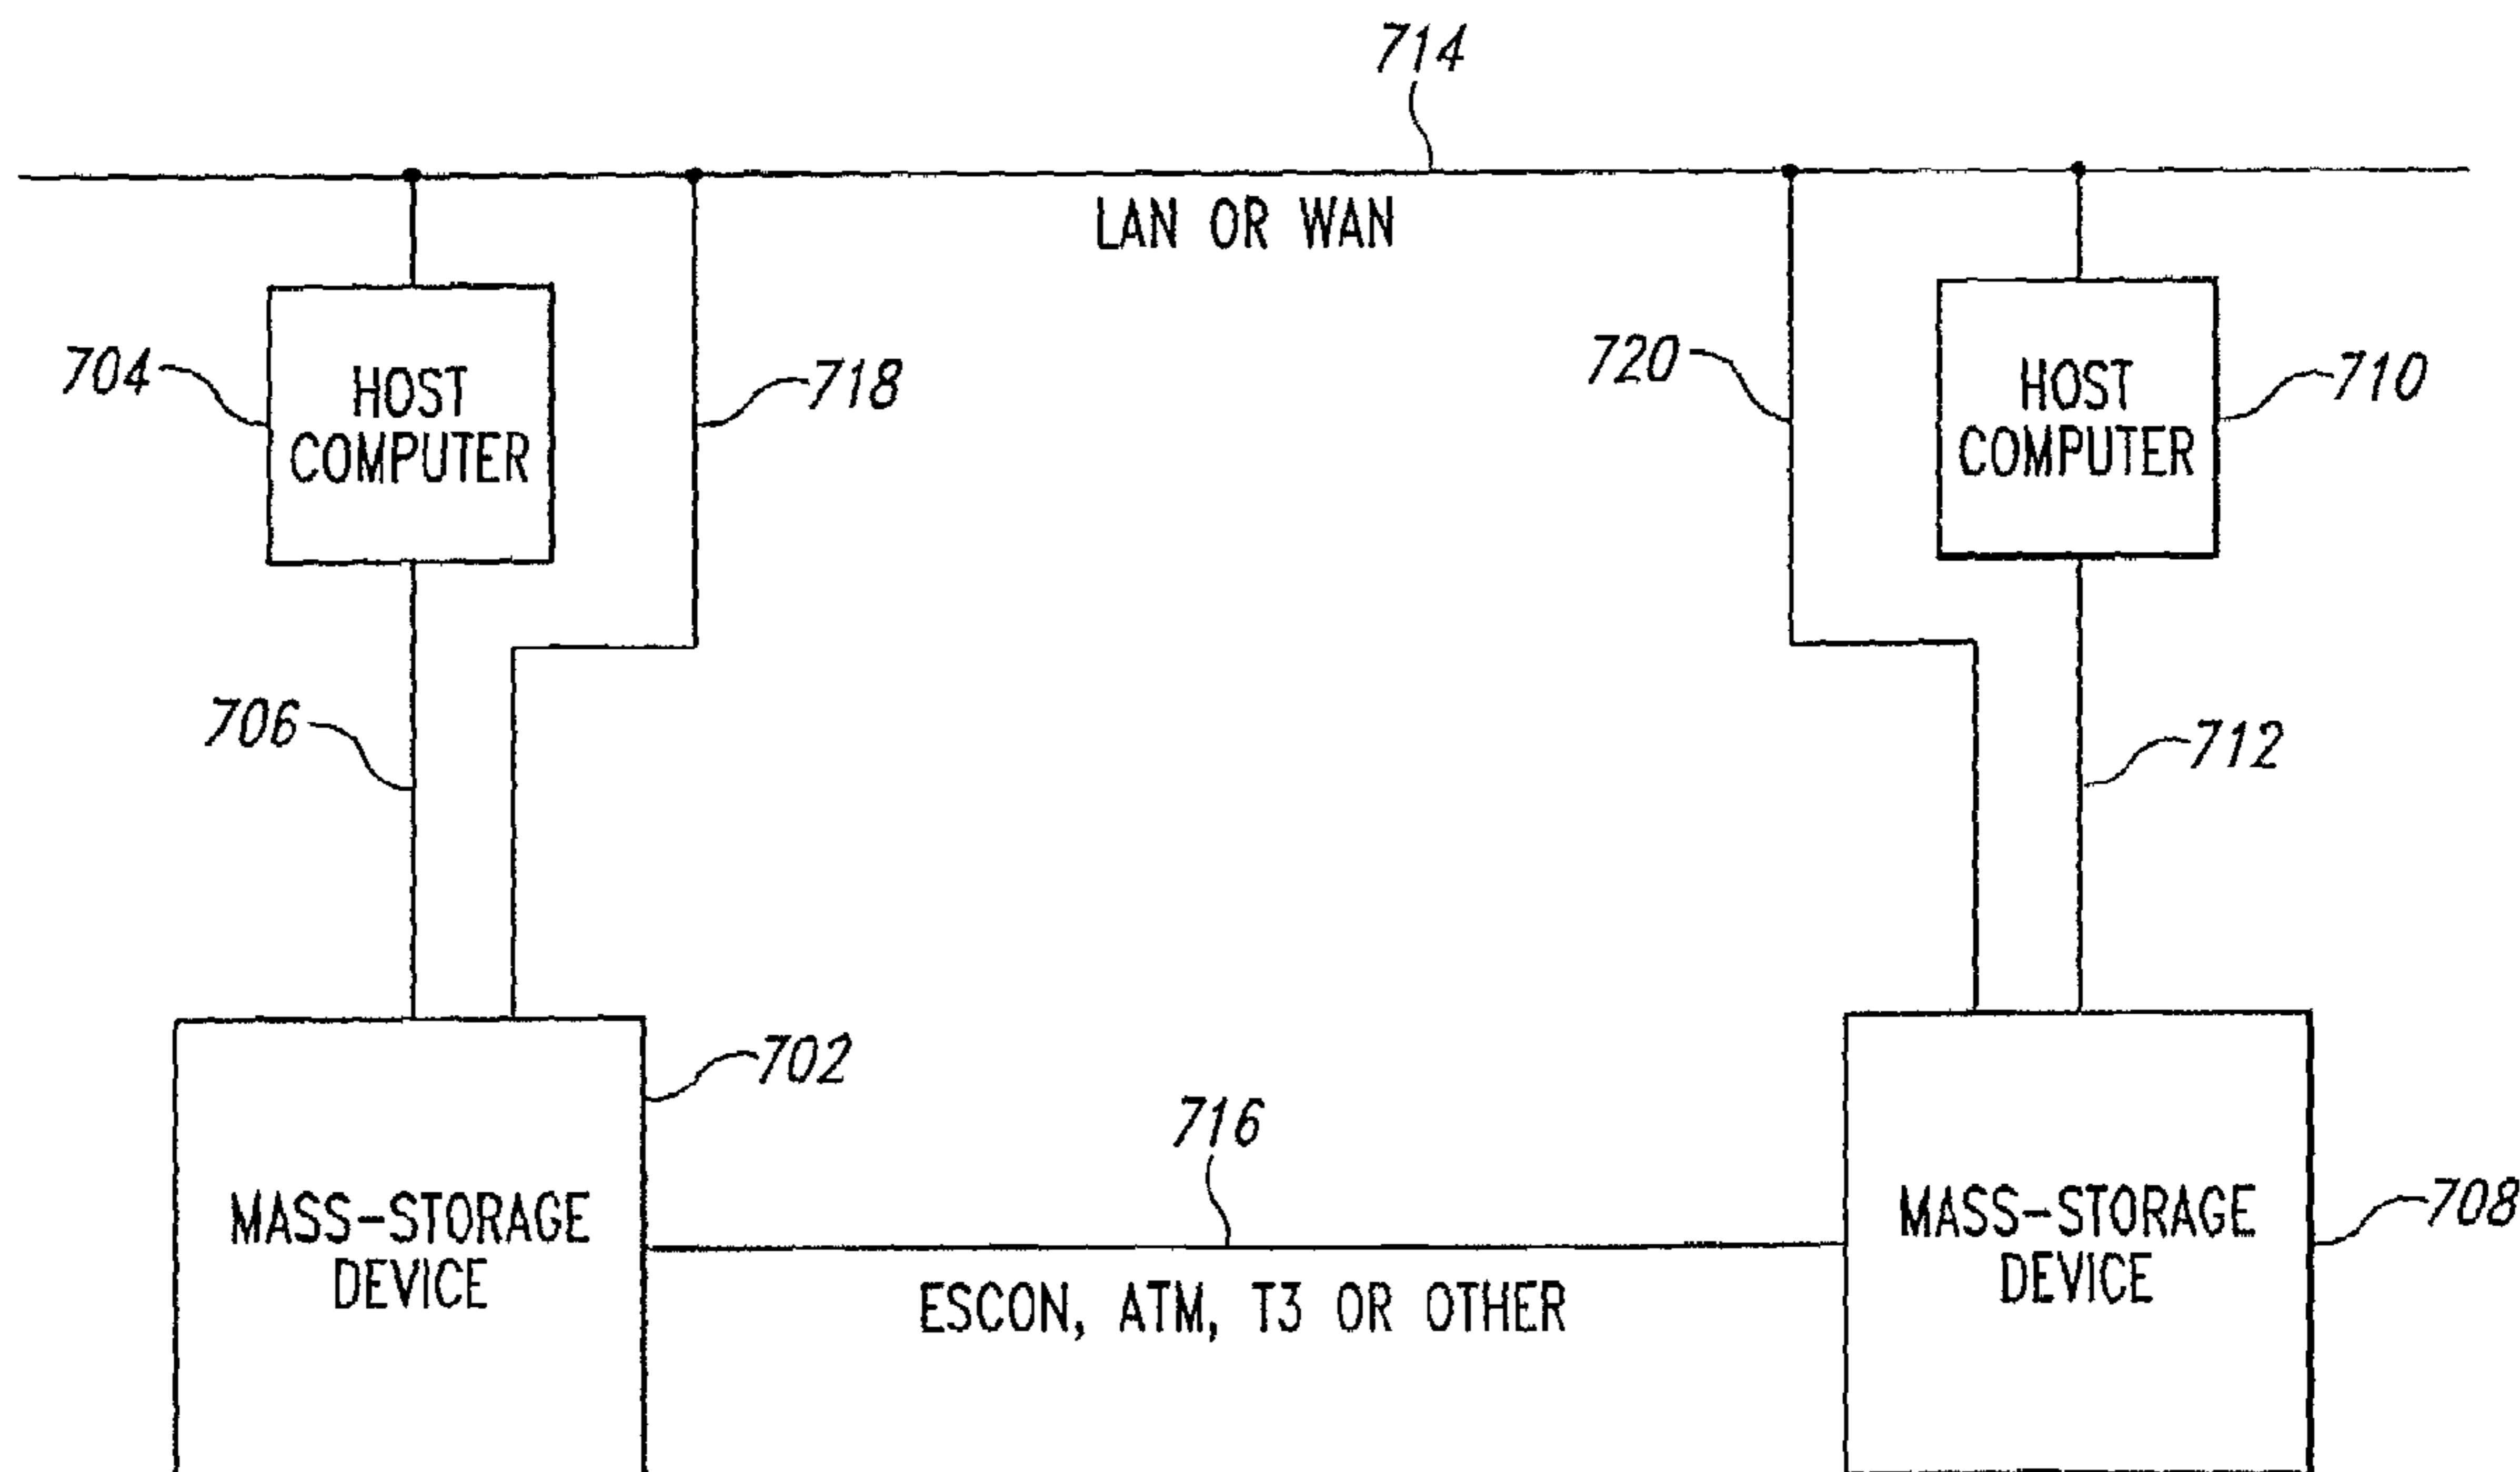 714
LAN OR WAN
704
HOST
COMPUTER
718
720
HOST
COMPUTER
710
706
712
702
716
MASS-STORAGE
DEVICE
ESCON, ATM, T3 OR OTHER
MASS-STORAGE
DEVICE
708